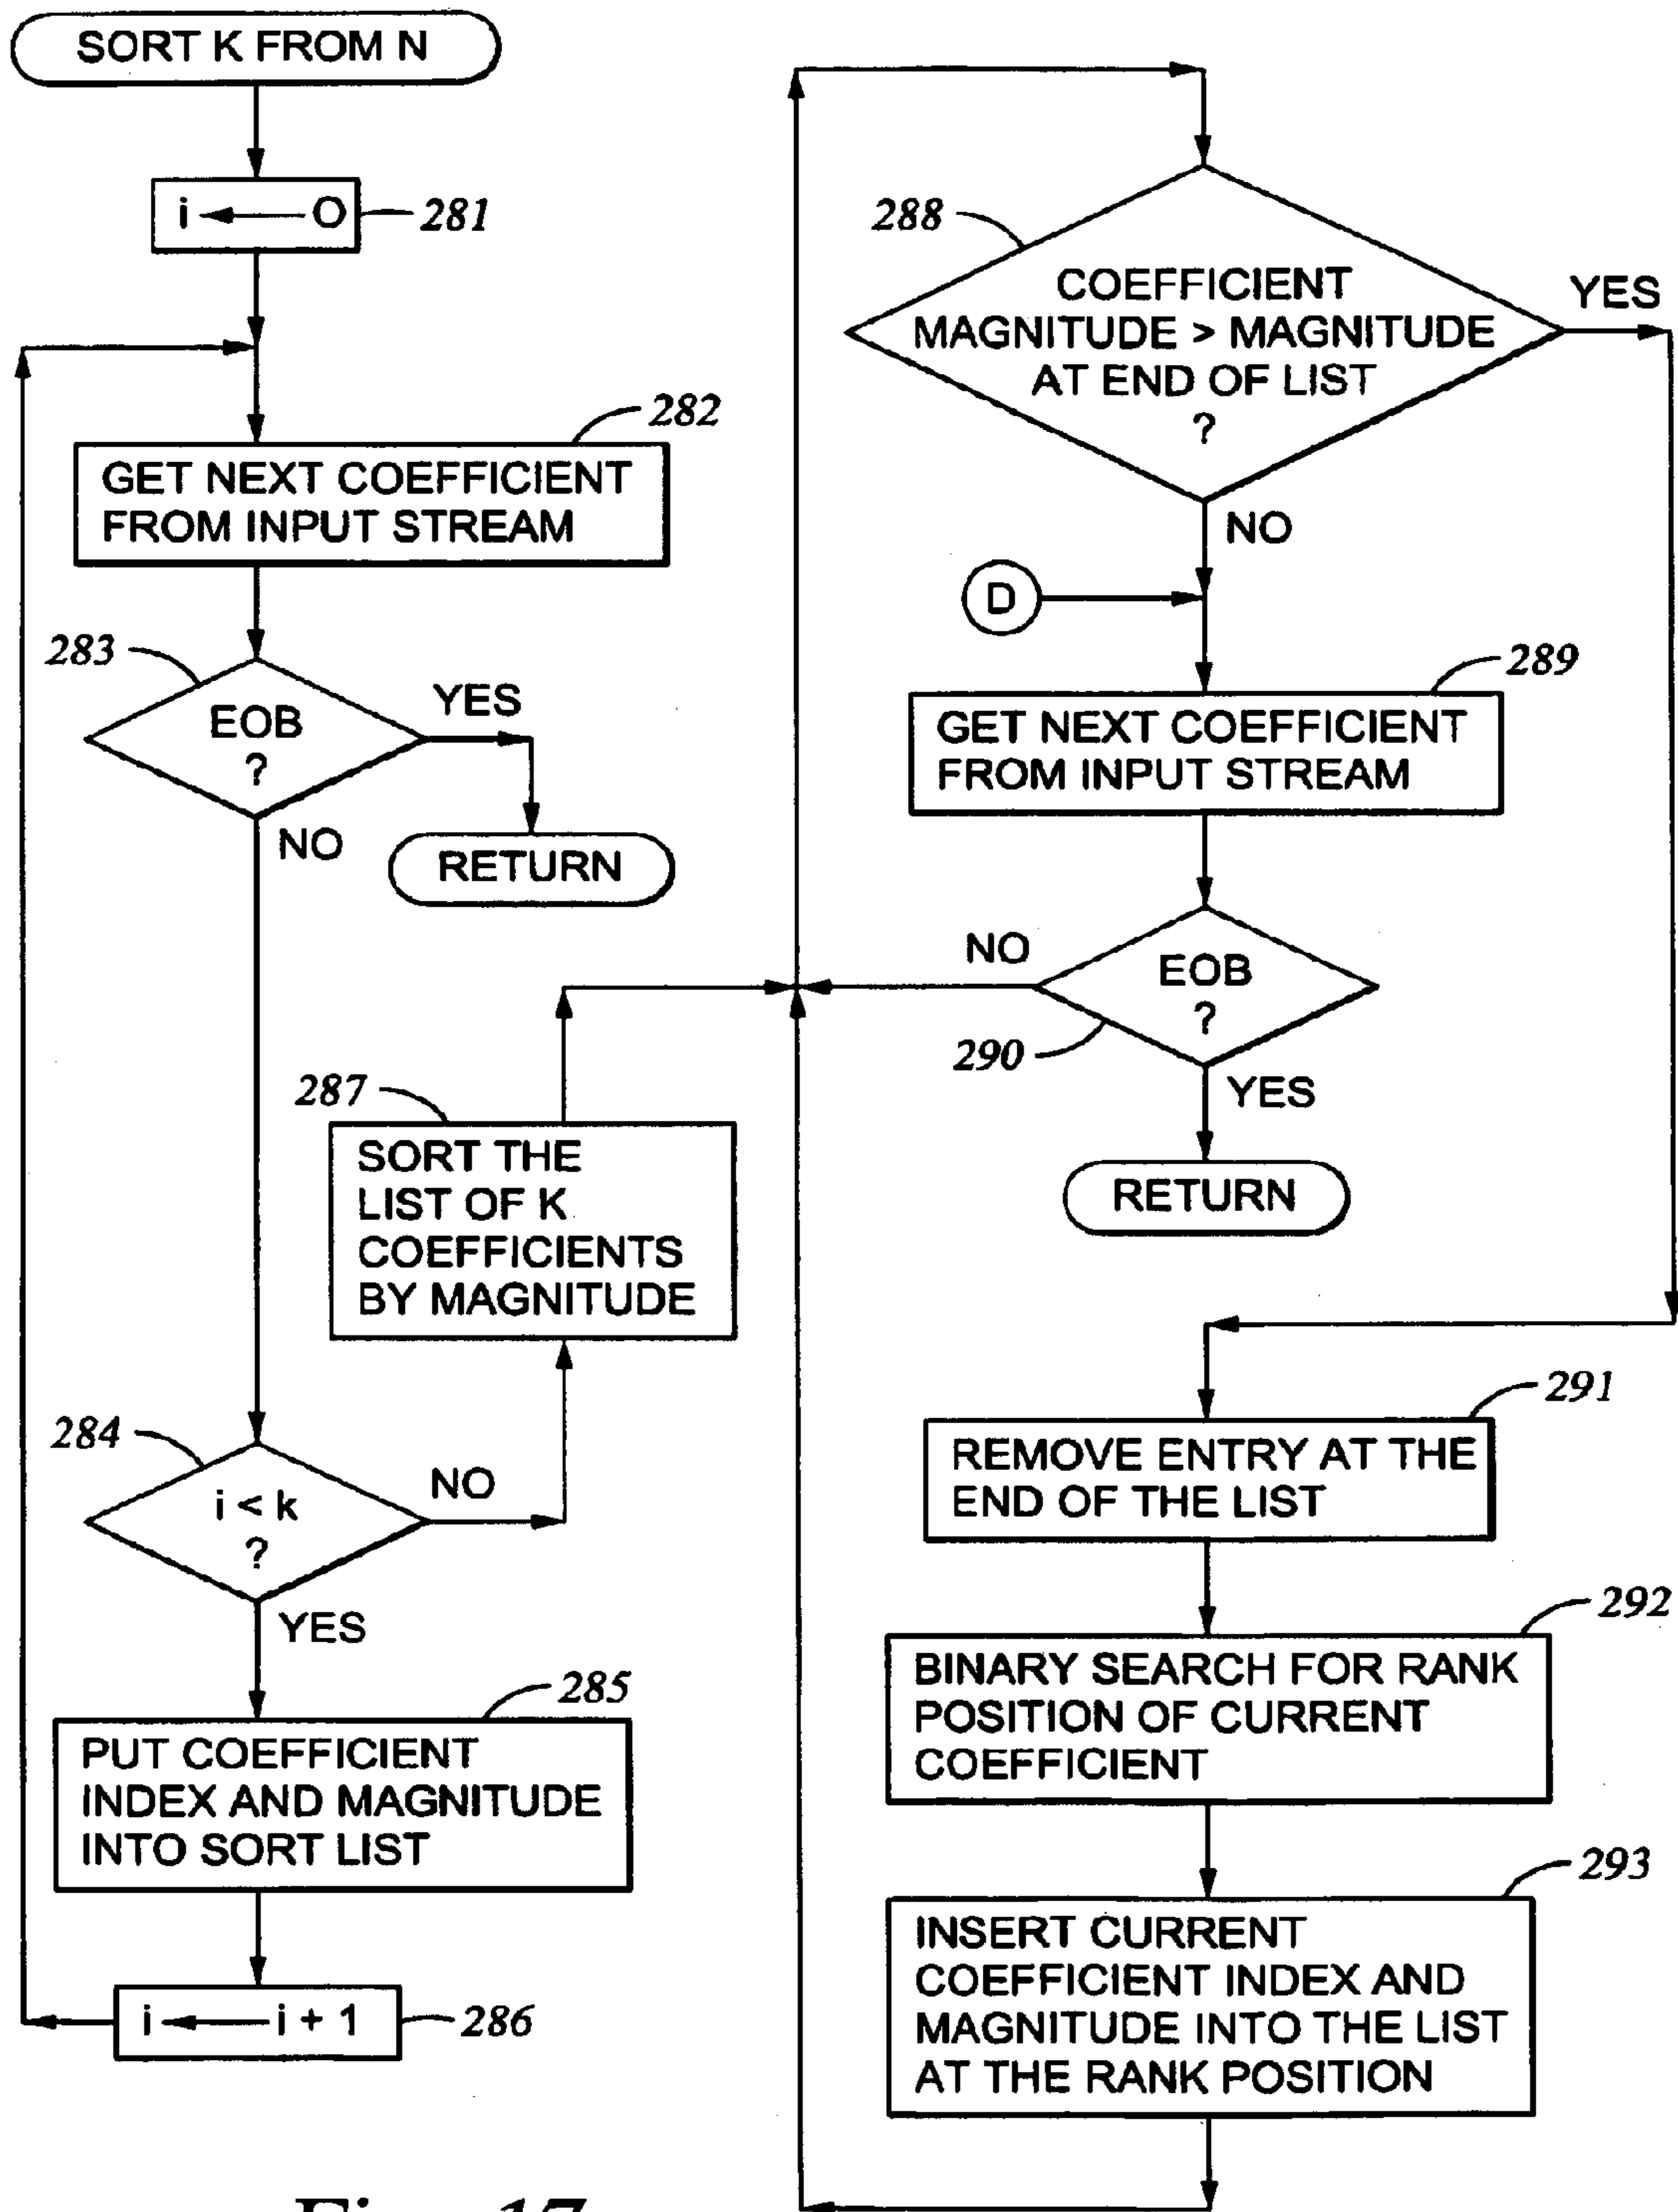 SORT K FROM N
i ← O
281
282
GET NEXT COEFFICIENT
FROM INPUT STREAM
283
EOB
?
YES
NO
RETURN
287
SORT THE
LIST OF K
COEFFICIENTS
BY MAGNITUDE
284
i < k
?
NO
YES
285
PUT COEFFICIENT
INDEX AND MAGNITUDE
INTO SORT LIST
i ← i + 1
286
288
COEFFICIENT
MAGNITUDE > MAGNITUDE
AT END OF LIST
?
YES
NO
D
289
GET NEXT COEFFICIENT
FROM INPUT STREAM
NO
EOB
?
290
YES
RETURN
291
REMOVE ENTRY AT THE
END OF THE LIST
292
BINARY SEARCH FOR RANK
POSITION OF CURRENT
COEFFICIENT
293
INSERT CURRENT
COEFFICIENT INDEX AND
MAGNITUDE INTO THE LIST
AT THE RANK POSITION